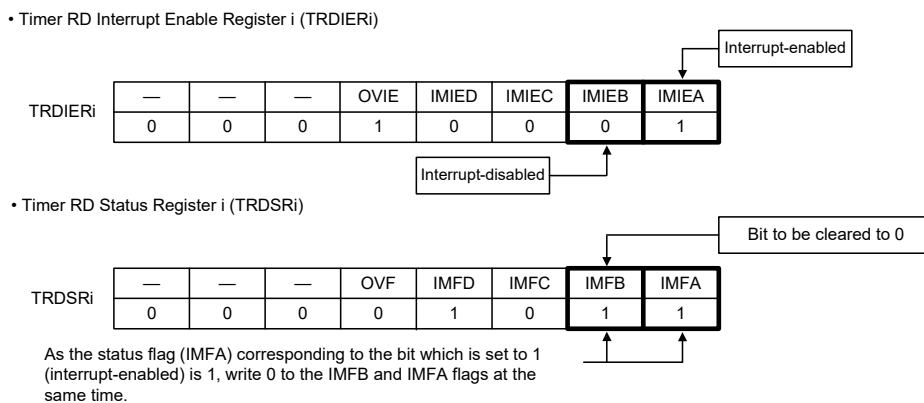 • Timer RD Interrupt Enable Register i (TRDIERi)
Interrupt-enabled
TRDIERi
— — — OVIE IMIED IMIEC IMIEB IMIEA
0 0 0 1 0 0 0 1
Interrupt-disabled
• Timer RD Status Register i (TRDSRi)
Bit to be cleared to 0
TRDSRi
— — — OVF IMFD IMFC IMFB IMFA
0 0 0 0 1 0 1 1
As the status flag (IMFA) corresponding to the bit which is set to 1
(interrupt-enabled) is 1, write 0 to the IMFB and IMFA flags at the
same time.